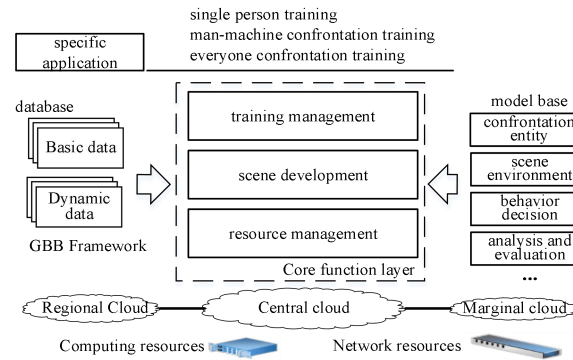 single person training
man-machine confrontation training
everyone confrontation training
specific
application
database
Basic data
Dynamic
data
GBB Framework
training management
scene development
resource management
Core function layer
model base
confrontation
entity
scene
environment
behavior
decision
analysis and
evaluation
...
Regional Cloud
Central cloud
Marginal cloud
Computing resources
Network resources